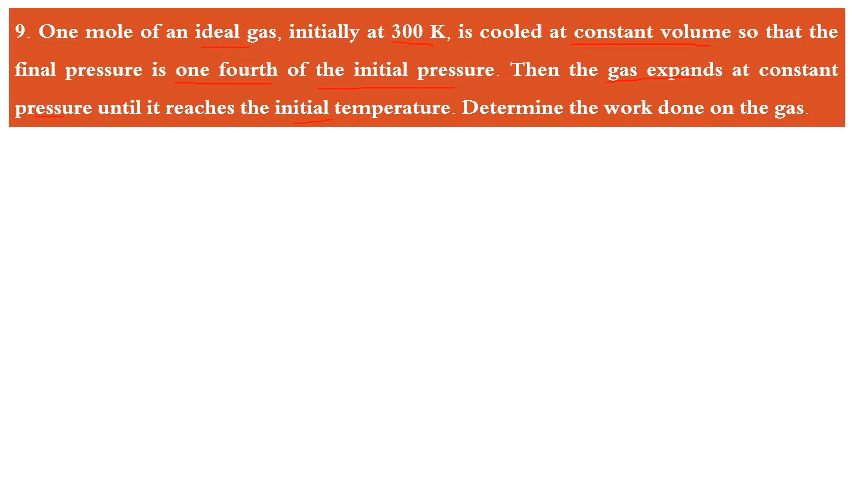 9. One mole of an ideal gas, initially at 300 K, is cooled at constant volume so that the
final pressure is one fourth of the initial pressure. Then the gas expands at constant
pressure until it reaches the initial temperature. Determine the work done on the gas.